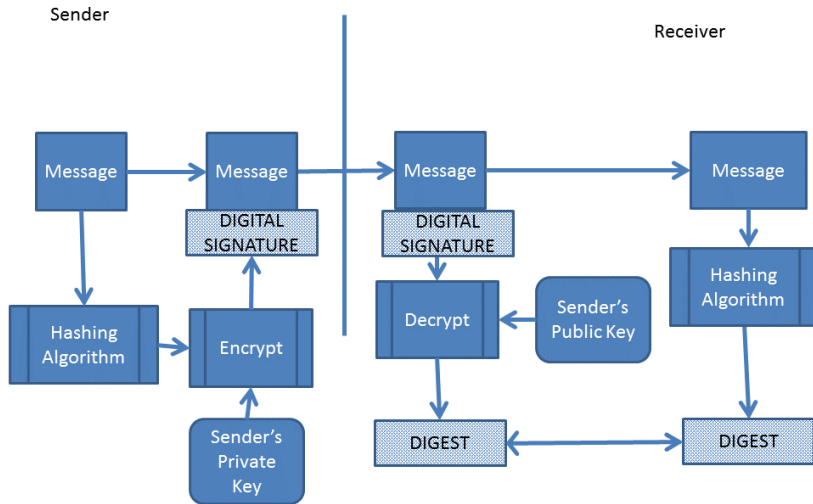 Sender
Receiver
Message
Message
Message
Message
DIGITAL
SIGNATURE
DIGITAL
SIGNATURE
Hashing
Algorithm
Hashing
Algorithm
Encrypt
Decrypt
Sender's
Public Key
Sender's
Private
Key
DIGEST
DIGEST